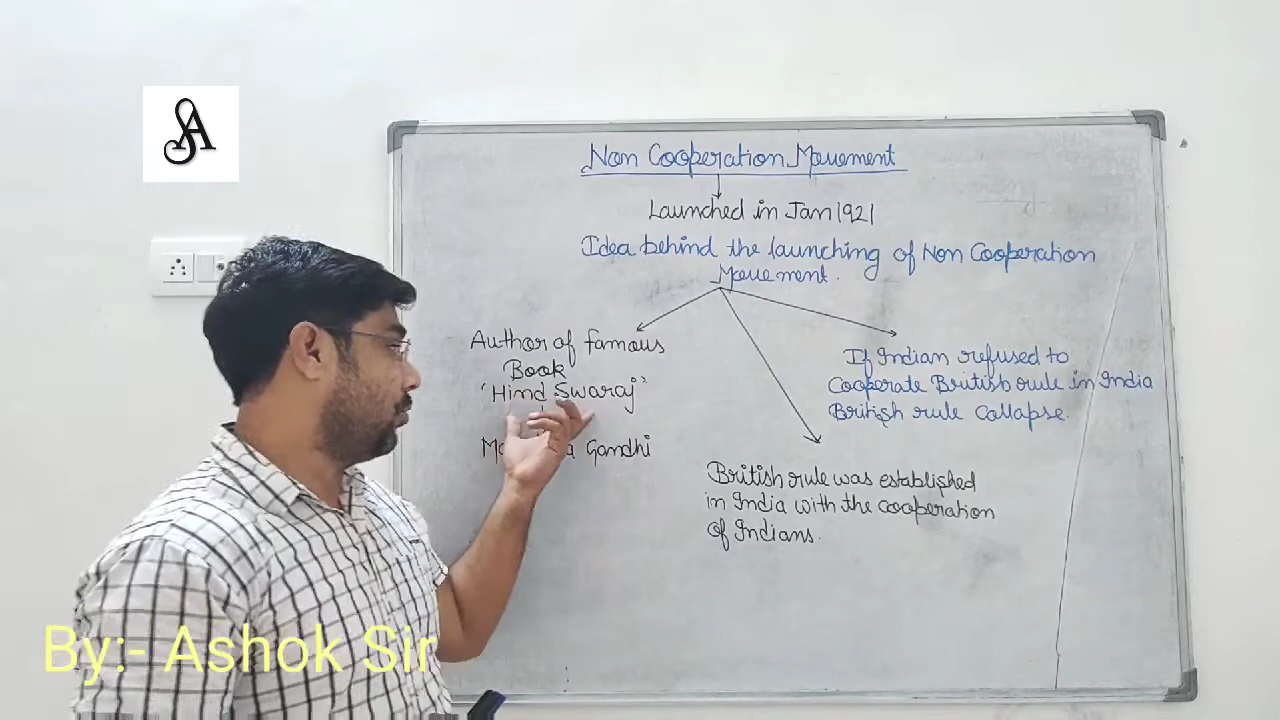 SA
Non Cooperation Movement
Launched in Jan 1921
Idea behind the launching of Non Cooperation
Movement.
Author of famous
Book
'Hind Swaraj'
Gandhi
If Indian refused to
Cooperate British rule in India
British rule Collapse.
British rule was established
in India with the cooperation
of Indians.
By:- Ashok Sir